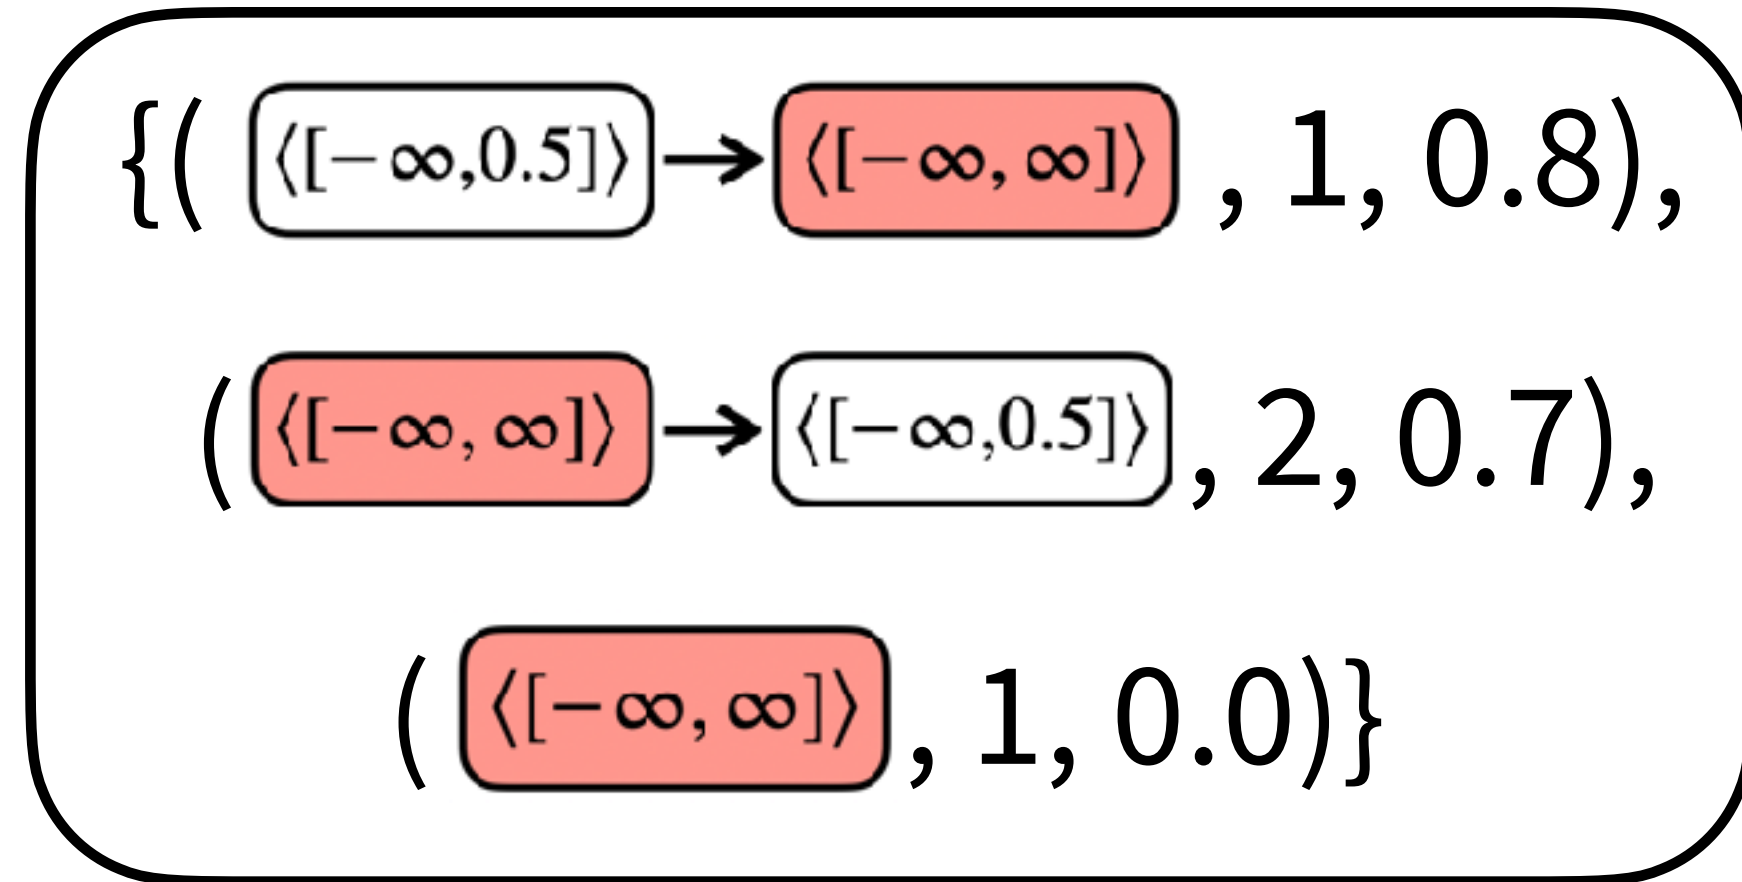 {( ⟨[−∞,0.5]⟩ → ⟨[−∞, ∞]⟩ , 1, 0.8),
( ⟨[−∞, ∞]⟩ → ⟨[−∞,0.5]⟩ , 2, 0.7),
( ⟨[−∞, ∞]⟩ , 1, 0.0)}